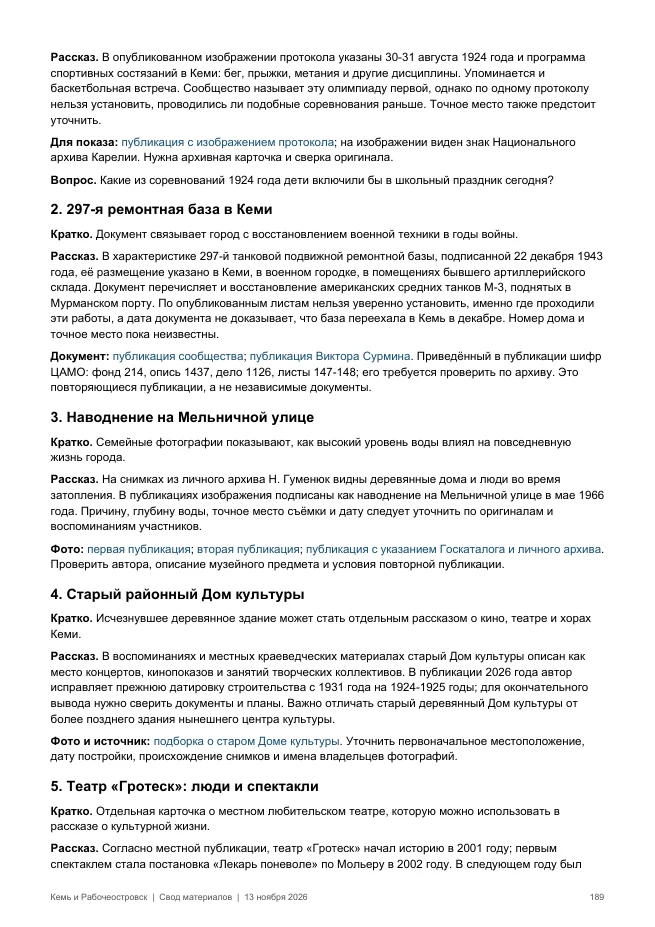 Рассказ. В опубликованном изображении протокола указаны 30-31 августа 1924 года и программа
спортивных состязаний в Кеми: бег, прыжки, метания и другие дисциплины. Упоминается и
баскетбольная встреча. Сообщество называет эту олимпиаду первой, однако по одному протоколу
нельзя установить, проводились ли подобные соревнования раньше. Точное место также предстоит
уточнить.
Для показа: публикация с изображением протокола; на изображении виден знак Национального
архива Карелии. Нужна архивная карточка и сверка оригинала.
Вопрос. Какие из соревнований 1924 года дети включили бы в школьный праздник сегодня?
2. 297-я ремонтная база в Кеми
Кратко. Документ связывает город с восстановлением военной техники в годы войны.
Рассказ. В характеристике 297-й танковой подвижной ремонтной базы, подписанной 22 декабря 1943
года, её размещение указано в Кеми, в военном городке, в помещениях бывшего артиллерийского
склада. Документ перечисляет и восстановление американских средних танков М-3, поднятых в
Мурманском порту. По опубликованным листам нельзя уверенно установить, именно где проходили
эти работы, а дата документа не доказывает, что база переехала в Кемь в декабре. Номер дома и
точное место пока неизвестны.
Документ: публикация сообщества; публикация Виктора Сурмина. Приведённый в публикации шифр
ЦАМО: фонд 214, опись 1437, дело 1126, листы 147-148; его требуется проверить по архиву. Это
повторяющиеся публикации, а не независимые документы.
3. Наводнение на Мельничной улице
Кратко. Семейные фотографии показывают, как высокий уровень воды влиял на повседневную
жизнь города.
Рассказ. На снимках из личного архива Н. Гуменюк видны деревянные дома и люди во время
затопления. В публикациях изображения подписаны как наводнение на Мельничной улице в мае 1966
года. Причину, глубину воды, точное место съёмки и дату следует уточнить по оригиналам и
воспоминаниям участников.
Фото: первая публикация; вторая публикация; публикация с указанием Госкаталога и личного архива.
Проверить автора, описание музейного предмета и условия повторной публикации.
4. Старый районный Дом культуры
Кратко. Исчезнувшее деревянное здание может стать отдельным рассказом о кино, театре и хорах
Кеми.
Рассказ. В воспоминаниях и местных краеведческих материалах старый Дом культуры описан как
место концертов, кинопоказов и занятий творческих коллективов. В публикации 2026 года автор
исправляет прежнюю датировку строительства с 1931 года на 1924-1925 годы; для окончательного
вывода нужно сверить документы и планы. Важно отличать старый деревянный Дом культуры от
более позднего здания нынешнего центра культуры.
Фото и источник: подборка о старом Доме культуры. Уточнить первоначальное местоположение,
дату постройки, происхождение снимков и имена владельцев фотографий.
5. Театр «Гротеск»: люди и спектакли
Кратко. Отдельная карточка о местном любительском театре, которую можно использовать в
рассказе о культурной жизни.
Рассказ. Согласно местной публикации, театр «Гротеск» начал историю в 2001 году; первым
спектаклем стала постановка «Лекарь поневоле» по Мольеру в 2002 году. В следующем году был
Кемь и Рабочеостровск | Свод материалов | 13 ноября 2026
189